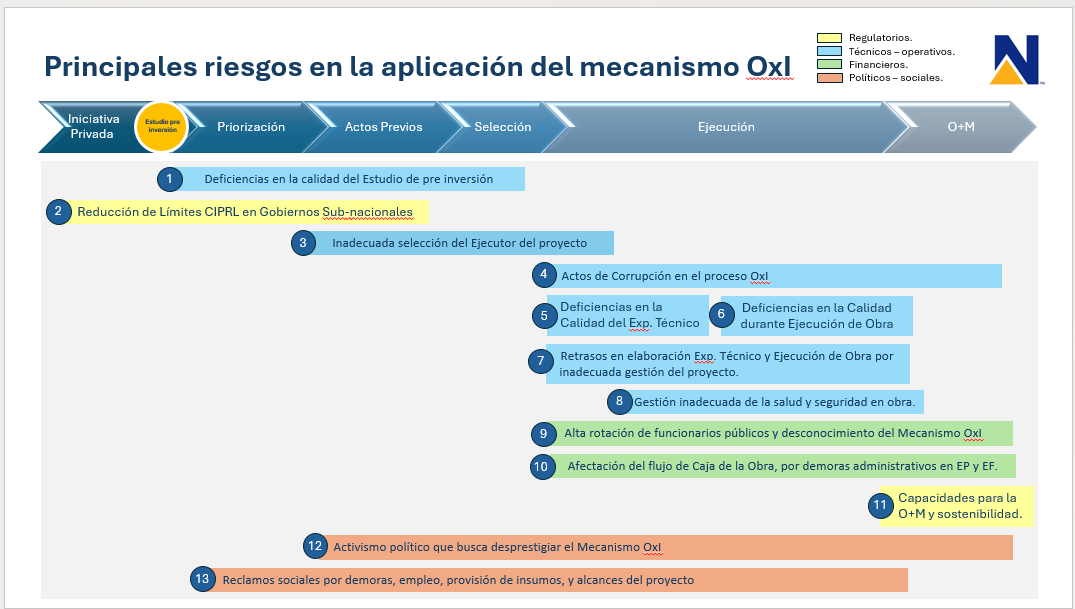 Principales riesgos en la aplicación del mecanismo OxI
Regulatorios.
Técnicos – operativos.
Financieros.
Políticos – sociales.
N
Iniciativa
Privada
Estudio pre
inversión
Priorización
Actos Previos
Selección
Ejecución
O+M
1 Deficiencias en la calidad del Estudio de pre inversión
2 Reducción de Límites CIPRL en Gobiernos Sub-nacionales
3 Inadecuada selección del Ejecutor del proyecto
4 Actos de Corrupción en el proceso OxI
5 Deficiencias en la
Calidad del Exp. Técnico
6 Deficiencias en la Calidad
durante Ejecución de Obra
7 Retrasos en elaboración Exp. Técnico y Ejecución de Obra por
inadecuada gestión del proyecto.
8 Gestión inadecuada de la salud y seguridad en obra.
9 Alta rotación de funcionarios públicos y desconocimiento del Mecanismo OxI
10 Afectación del flujo de Caja de la Obra, por demoras administrativos en EP y EF.
11 Capacidades para la
O+M y sostenibilidad.
12 Activismo político que busca desprestigiar el Mecanismo OxI
13 Reclamos sociales por demoras, empleo, provisión de insumos, y alcances del proyecto